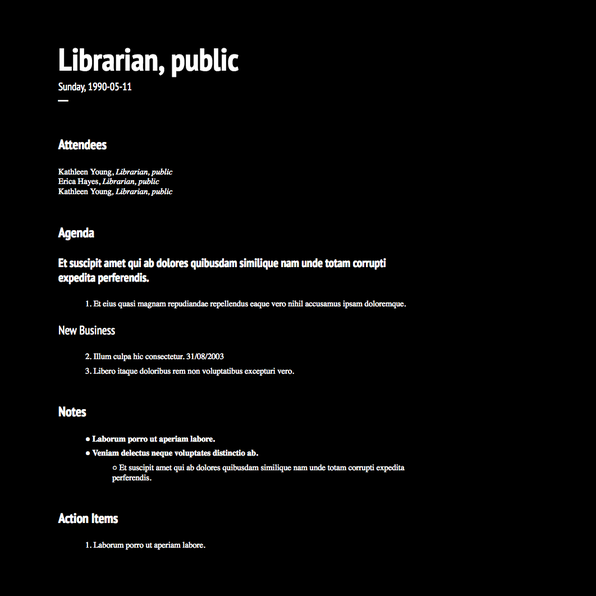 Librarian, public
Sunday, 1990-05-11
—
Attendees
Kathleen Young, Librarian, public
Erica Hayes, Librarian, public
Kathleen Young, Librarian, public
Agenda
Et suscipit amet qui ab dolores quibusdam similique nam unde totam corrupti
expedita perferendis.
1. Et eius quasi magnam repudiandae repellendus eaque vero nihil accusamus ipsam doloremque.
New Business
2. Illum culpa hic consectetur. 31/08/2003
3. Libero itaque doloribus rem non voluptatibus excepturi vero.
Notes
● Laborum porro ut aperiam labore.
● Veniam delectus neque voluptates distinctio ab.
○ Et suscipit amet qui ab dolores quibusdam similique nam unde totam corrupti expedita
perferendis.
Action Items
1. Laborum porro ut aperiam labore.